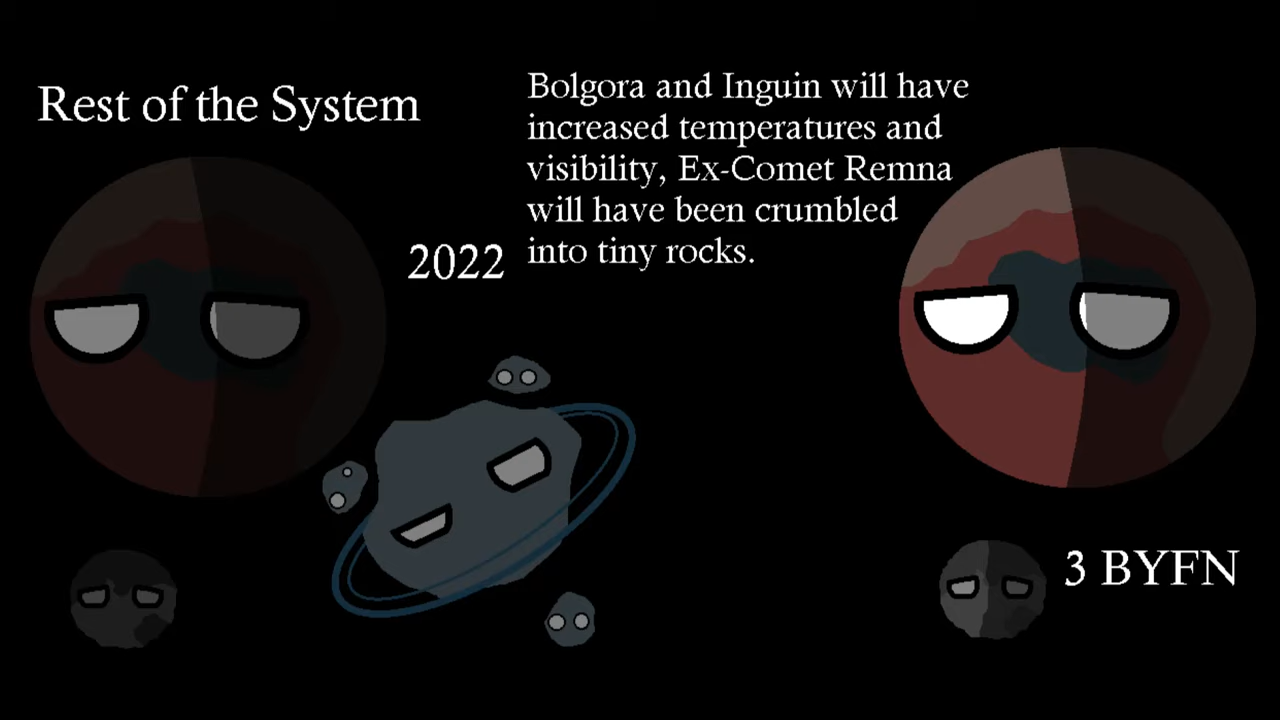 Rest of the System
Bolgora and Inguin will have
increased temperatures and
visibility, Ex-Comet Remna
will have been crumbled
into tiny rocks.
2022
3 BYFN